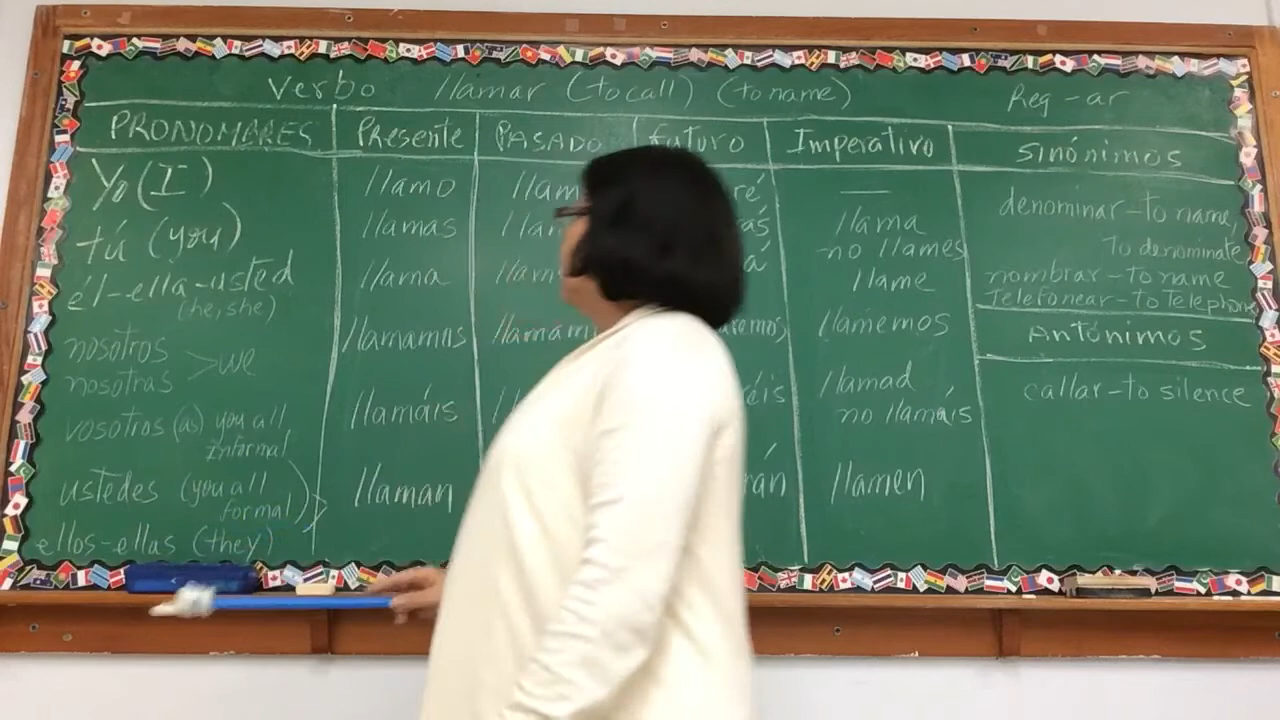 Verbo llamar (to call) (to name) Reg -ar
PRONOMBRES Presente PASADO Futuro Imperativo SINÓNIMOS
Yo (I) llamo —
tú (you) llamas llama
no llames
él-ella-usted llama llame
(he, she)
nosotros > we llamamos llamemos
nosotras
vosotros (as) you all llamáis llamad
informal no llamáis
ustedes (you all llaman llamen
formal)
ellos-ellas (they)
denominar - to name,
to denominate
nombrar - to name
Telefonear - to Telephone
Antónimos
callar - to silence